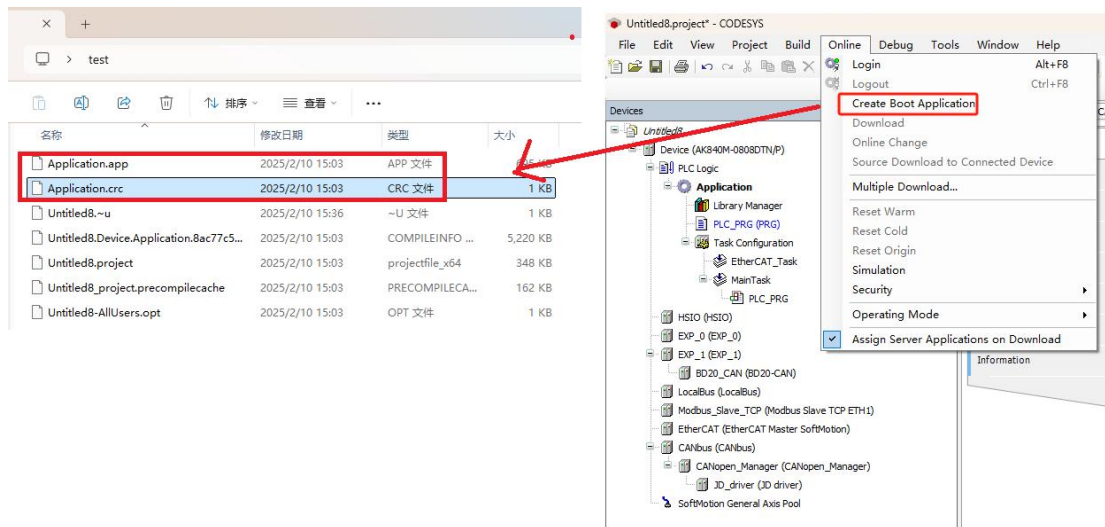 test
排序
查看
名称
修改日期
类型
大小
Application.app 2025/2/10 15:03 APP 文件 KB
Application.crc 2025/2/10 15:03 CRC 文件 1 KB
Untitled8.~u 2025/2/10 15:36 ~U 文件 1 KB
Untitled8.Device.Application.8ac77c5... 2025/2/10 15:03 COMPILEINFO ... 5,220 KB
Untitled8.project 2025/2/10 15:03 projectfile_x64 348 KB
Untitled8_project.precompilecache 2025/2/10 15:03 PRECOMPILECA... 162 KB
Untitled8-AllUsers.opt 2025/2/10 15:03 OPT 文件 1 KB
Untitled8.project* - CODESYS
File Edit View Project Build Online Debug Tools Window Help
Devices
Untitled8
Device (AK840M-0808DTN/P)
PLC Logic
Application
Library Manager
PLC_PRG (PRG)
Task Configuration
EtherCAT_Task
MainTask
PLC_PRG
HSIO (HSIO)
EXP_0 (EXP_0)
EXP_1 (EXP_1)
BD20_CAN (BD20-CAN)
LocalBus (LocalBus)
Modbus_Slave_TCP (Modbus Slave TCP ETH1)
EtherCAT (EtherCAT Master SoftMotion)
CANbus (CANbus)
CANopen_Manager (CANopen_Manager)
JD_driver (JD driver)
SoftMotion General Axis Pool
Login Alt+F8
Logout Ctrl+F8
Create Boot Application
Download
Online Change
Source Download to Connected Device
Multiple Download...
Reset Warm
Reset Cold
Reset Origin
Simulation
Security
Operating Mode
Assign Server Applications on Download
Information